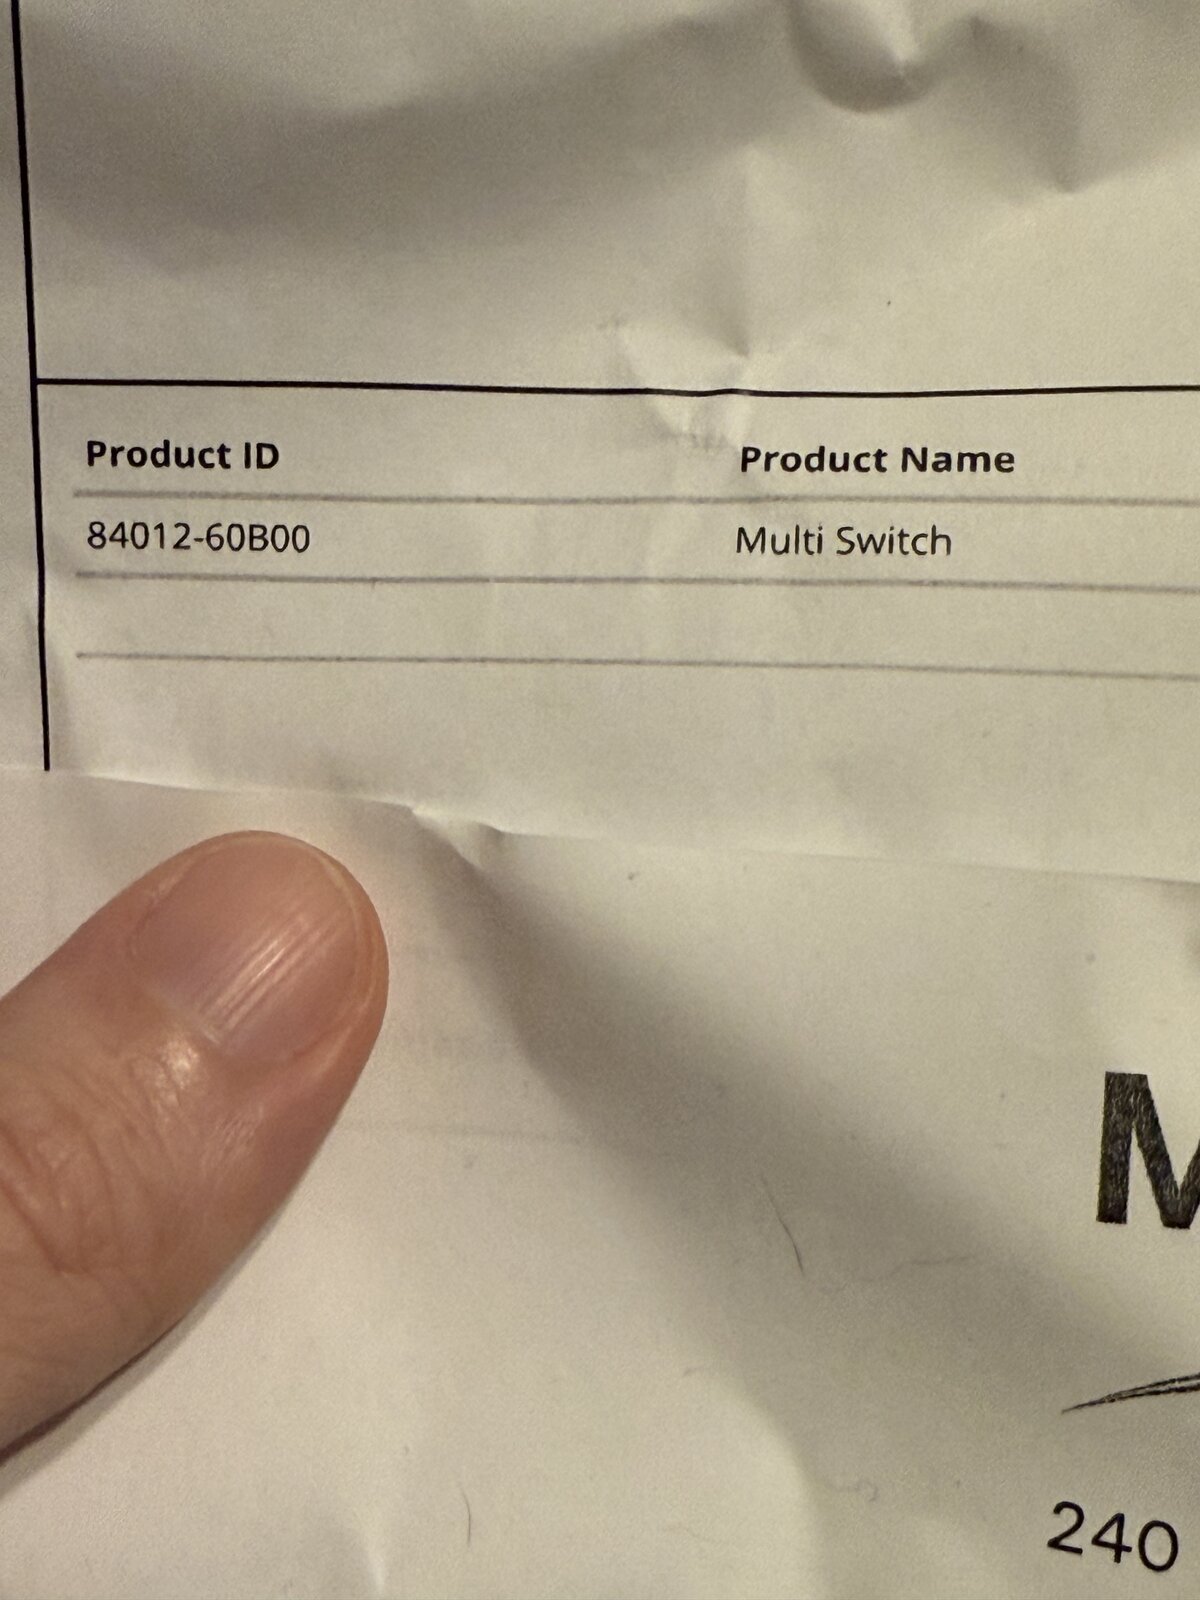 Product ID Product Name
84012-60B00 Multi Switch
M
240